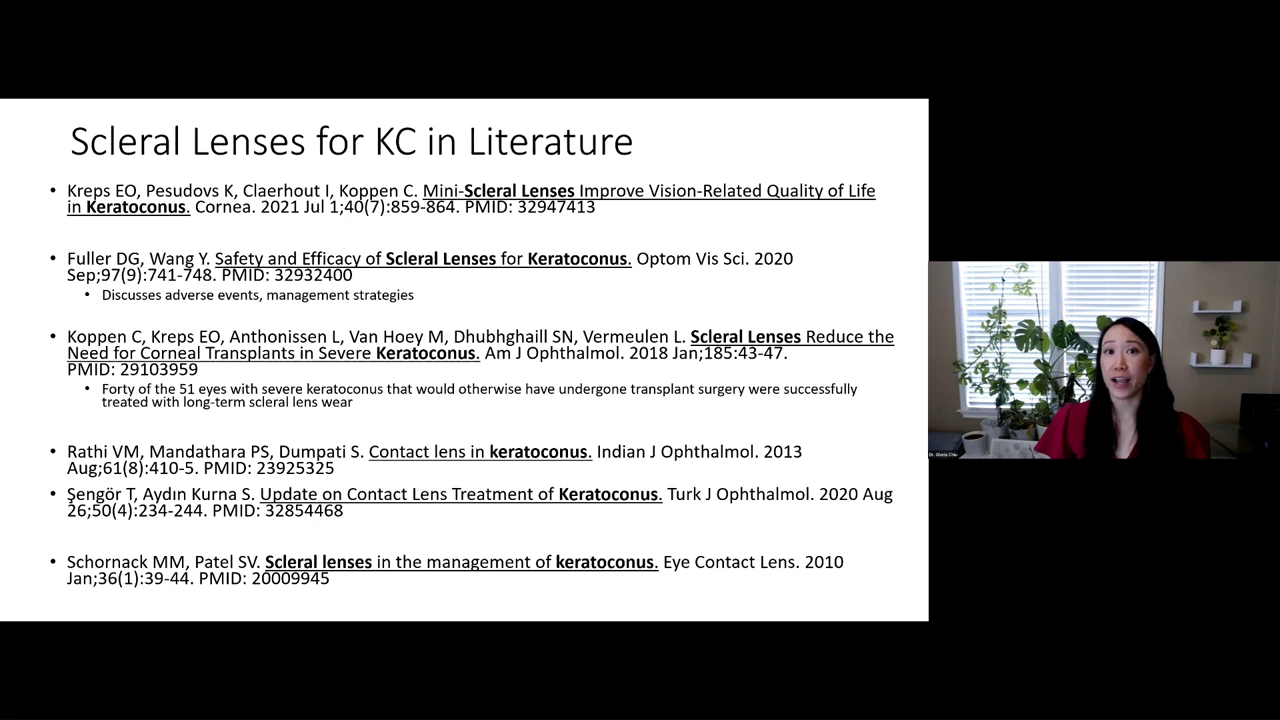 Scleral Lenses for KC in Literature
• Kreps EO, Pesudovs K, Claerhout I, Koppen C. Mini-Scleral Lenses Improve Vision-Related Quality of Life
in Keratoconus. Cornea. 2021 Jul 1;40(7):859-864. PMID: 32947413
• Fuller DG, Wang Y. Safety and Efficacy of Scleral Lenses for Keratoconus. Optom Vis Sci. 2020
Sep;97(9):741-748. PMID: 32932400
• Discusses adverse events, management strategies
• Koppen C, Kreps EO, Anthonissen L, Van Hoey M, Dhubhghaill SN, Vermeulen L. Scleral Lenses Reduce the
Need for Corneal Transplants in Severe Keratoconus. Am J Ophthalmol. 2018 Jan;185:43-47.
PMID: 29103959
• Forty of the 51 eyes with severe keratoconus that would otherwise have undergone transplant surgery were successfully
treated with long-term scleral lens wear
• Rathi VM, Mandathara PS, Dumpati S. Contact lens in keratoconus. Indian J Ophthalmol. 2013
Aug;61(8):410-5. PMID: 23925325
• Şengör T, Aydın Kurna S. Update on Contact Lens Treatment of Keratoconus. Turk J Ophthalmol. 2020 Aug
26;50(4):234-244. PMID: 32854468
• Schornack MM, Patel SV. Scleral lenses in the management of keratoconus. Eye Contact Lens. 2010
Jan;36(1):39-44. PMID: 20009945
Dr. Gloria Chiu